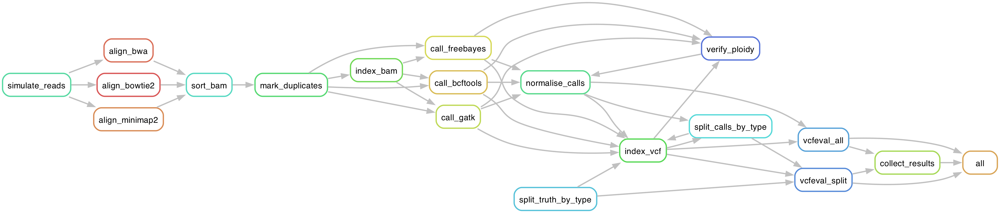 simulate_reads
align_bwa
align_bowtie2
align_minimap2
sort_bam
mark_duplicates
index_bam
call_freebayes
call_bcftools
call_gatk
normalise_calls
verify_ploidy
split_calls_by_type
index_vcf
split_truth_by_type
vcfeval_all
vcfeval_split
collect_results
all